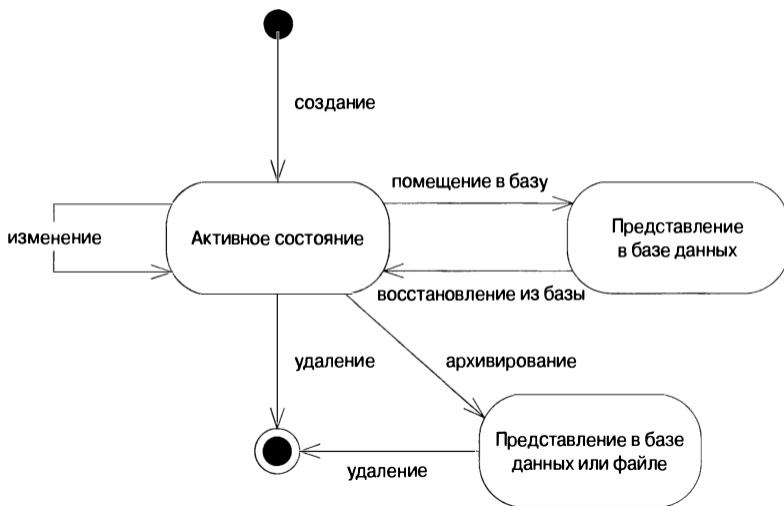 создание
помещение в базу
Представление
в базе данных
изменение
Активное состояние
восстановление из базы
удаление
архивирование
Представление в базе
данных или файле
удаление